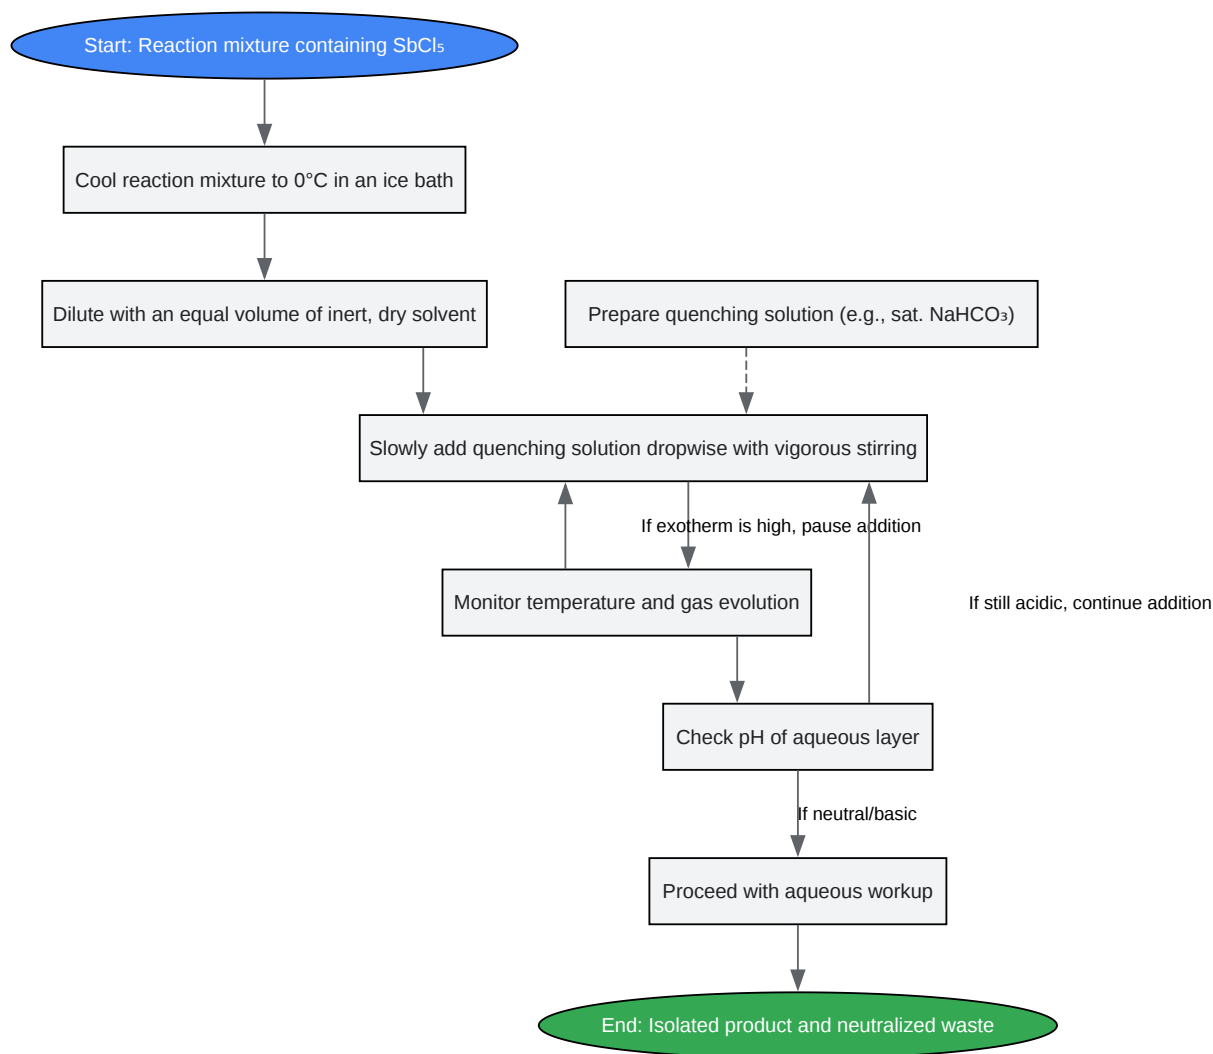 Start: Reaction mixture containing SbCl₅
Cool reaction mixture to 0°C in an ice bath
Dilute with an equal volume of inert, dry solvent
Prepare quenching solution (e.g., sat. NaHCO₃)
Slowly add quenching solution dropwise with vigorous stirring
If exotherm is high, pause addition
Monitor temperature and gas evolution
If still acidic, continue addition
Check pH of aqueous layer
If neutral/basic
Proceed with aqueous workup
End: Isolated product and neutralized waste